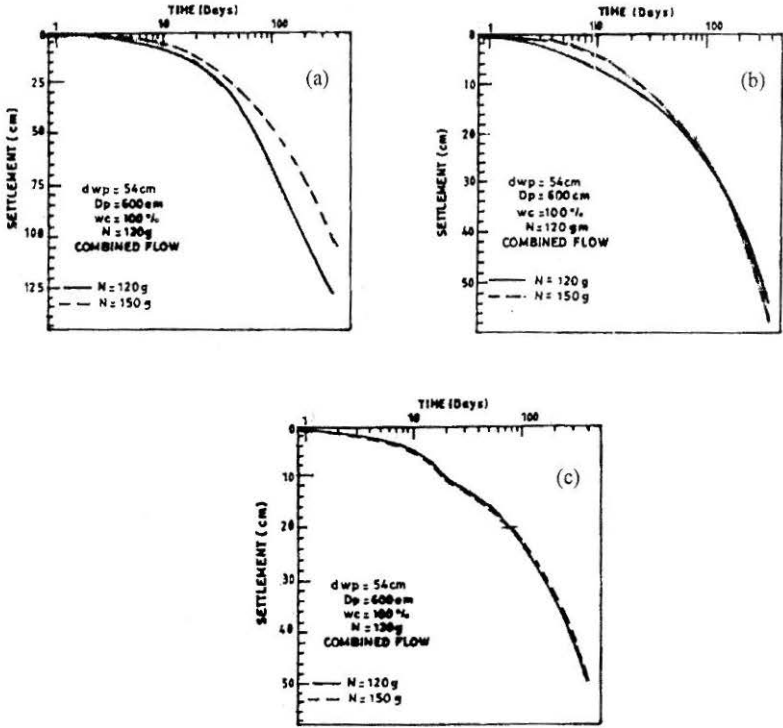 TIME (Days)
1 10 100
0
25
50
75
100
125
SETTLEMENT (cm)
(a)
dwp = 54cm
Dp = 600cm
wc = 100 %
N = 120g
COMBINED FLOW
N = 120g
N = 150g
TIME (Days)
1 10 100
0
10
20
30
40
50
SETTLEMENT (cm)
(b)
dwp = 54cm
Dp = 600cm
wc = 100 %
N = 120 gm
COMBINED FLOW
N = 120g
N = 150g
TIME (Days)
1 10 100
0
10
20
30
40
50
SETTLEMENT (cm)
(c)
dwp = 54cm
Dp = 600cm
wc = 100 %
N = 120g
COMBINED FLOW
N = 120g
N = 150g